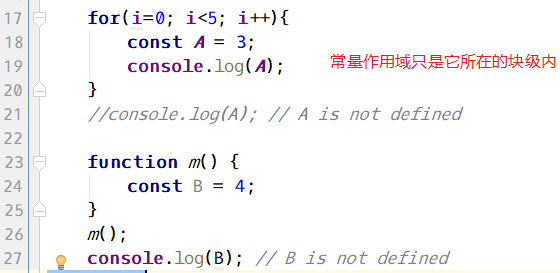 17 for(i=0; i<5; i++){
18 const A = 3;
19 console.log(A); 常量作用域只是它所在的块级内
20 }
21 //console.log(A); // A is not defined
22
23 function m() {
24 const B = 4;
25 }
26 m();
27 console.log(B); // B is not defined